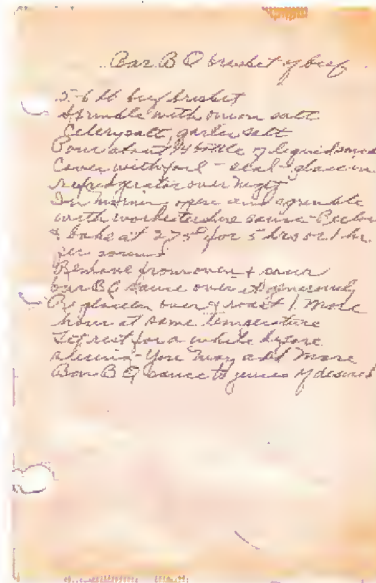 Bar B Q brisket of beef
5-6 lb beef brisket
Sprinkle with onion salt
Celery salt, garlic salt
Pour about 1/4 bottle of liquid smoke
Cover with foil - seal - place in
refredgerator over night
In morning open and sprinkle
with worchestershire sauce -
& bake at 275° for 5 hrs or 1 hr.
per
Remove from oven + pour
bar B Q sauce over it generously
Re place in oven & roast 1 more
hour at same temperature
Let rest for a while before
slicing - You may add more
Bar B Q sauce to juices if desired